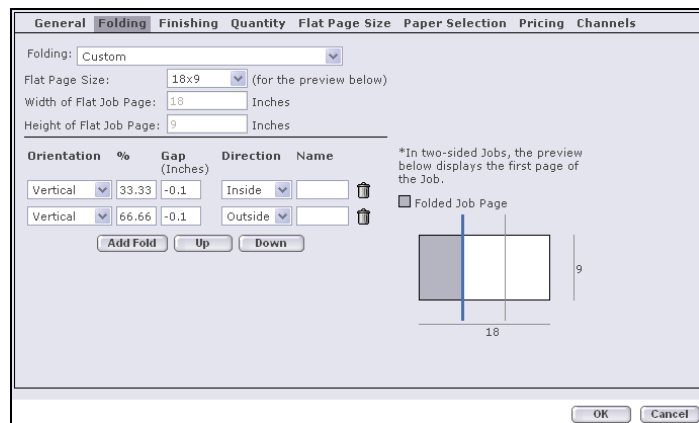 General Folding Finishing Quantity Flat Page Size Paper Selection Pricing Channels
Folding: Custom
Flat Page Size: 18x9 (for the preview below)
Width of Flat Job Page: 18 Inches
Height of Flat Job Page: 9 Inches
Orientation % Gap Direction Name
(Inches)
Vertical 33.33 -0.1 Inside
Vertical 66.66 -0.1 Outside
Add Fold Up Down
*In two-sided Jobs, the preview
below displays the first page of
the Job.
Folded Job Page
9
18
OK Cancel